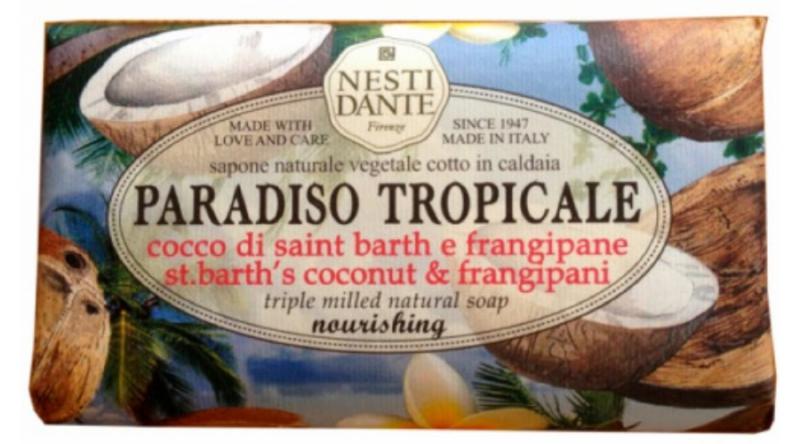 NESTI
DANTE
Firenze
MADE WITH
LOVE AND CARE
SINCE 1947
MADE IN ITALY
sapone naturale vegetale cotto in caldaia
PARADISO TROPICALE
cocco di saint barth e frangipane
st.barth's coconut & frangipani
triple milled natural soap
nourishing